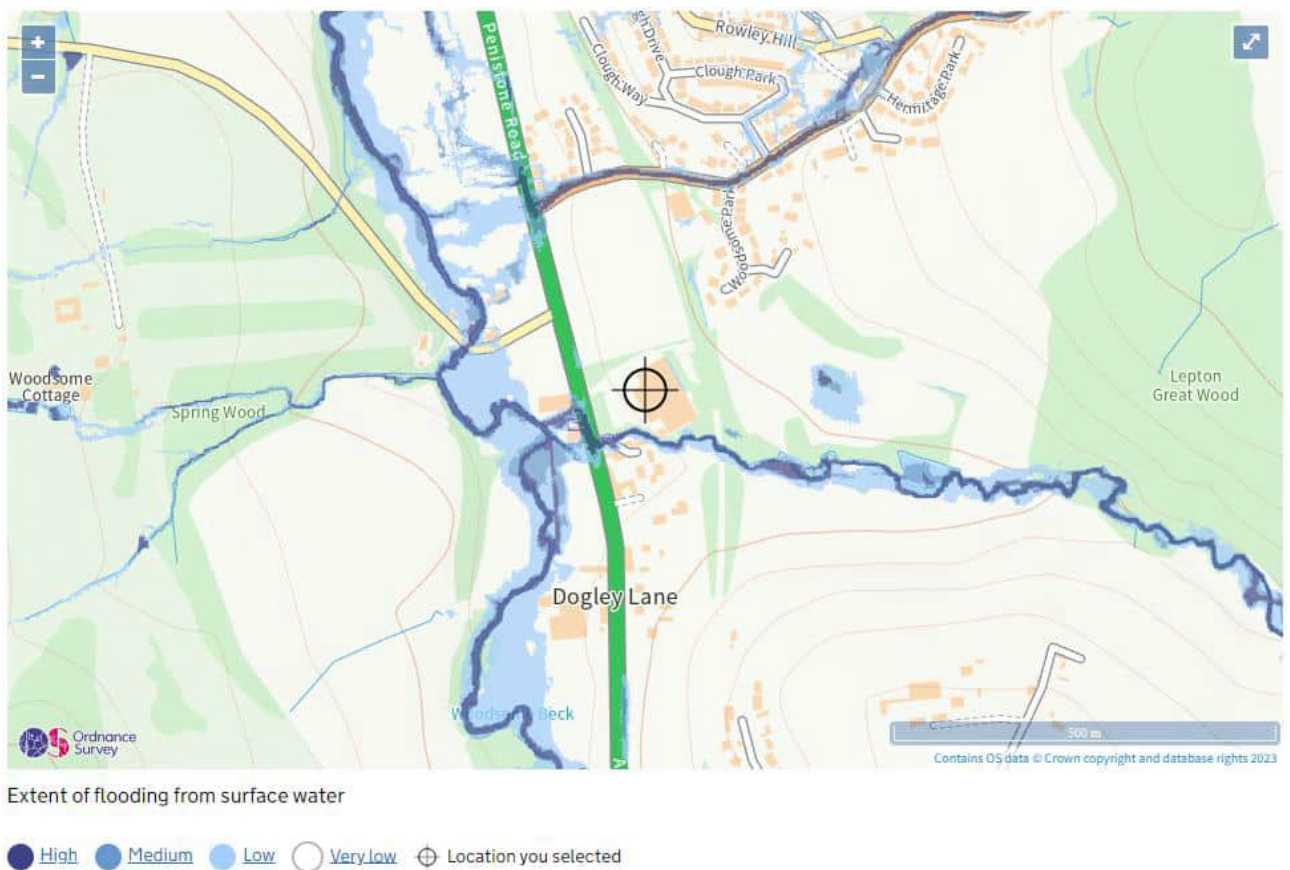 +
−
Rowley Hill
gh Drive
Clough Way
Clough Park
Hermitage Park
Penistone Road
Woodsome Park
Woodsome
Cottage
Spring Wood
Lepton
Great Wood
Dogley Lane
Beck
A
Ordnance
Survey
500 m
Contains OS data © Crown copyright and database rights 2023
Extent of flooding from surface water
High Medium Low Very low Location you selected